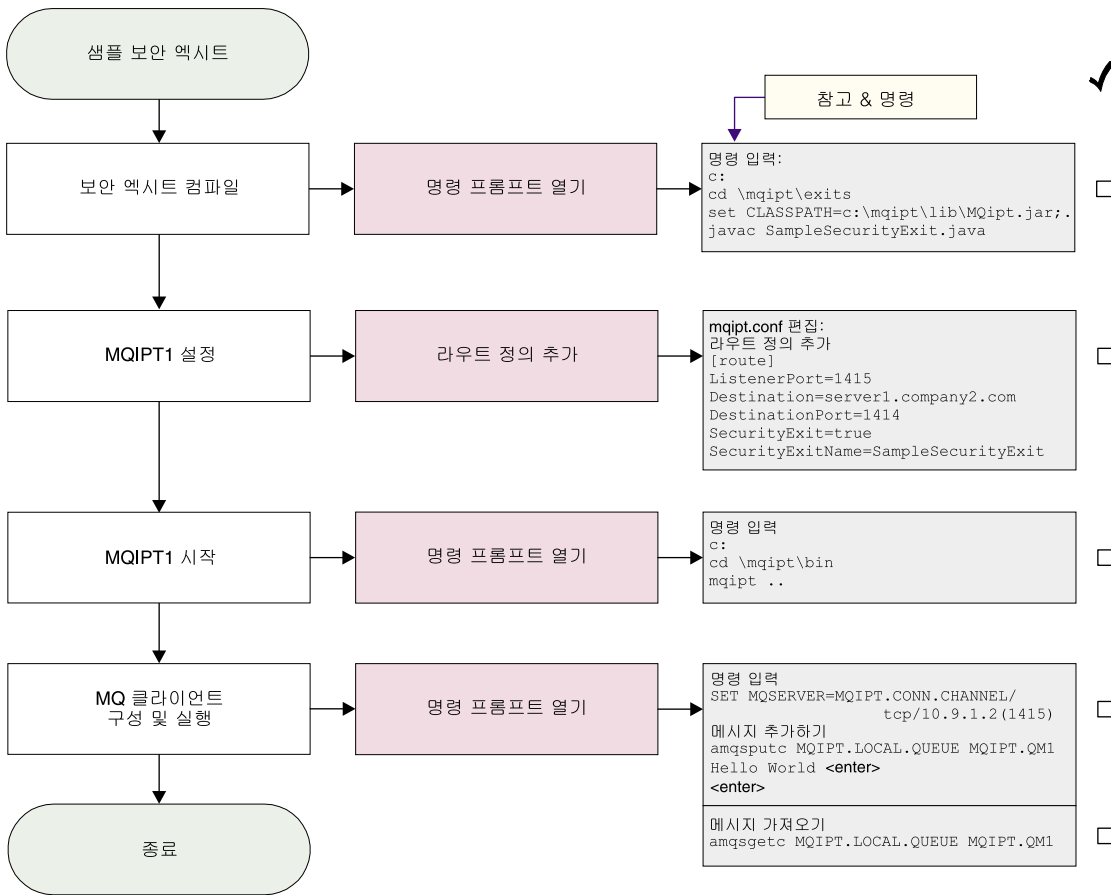 샘플 보안 엑시트
참고 & 명령
보안 엑시트 컴파일
명령 프롬프트 열기
명령 입력:
c:
cd \mqipt\exits
set CLASSPATH=c:\mqipt\lib\MQipt.jar;.
javac SampleSecurityExit.java
MQIPT1 설정
라우트 정의 추가
mqipt.conf 편집:
라우트 정의 추가
[route]
ListenerPort=1415
Destination=server1.company2.com
DestinationPort=1414
SecurityExit=true
SecurityExitName=SampleSecurityExit
MQIPT1 시작
명령 프롬프트 열기
명령 입력
c:
cd \mqipt\bin
mqipt ..
MQ 클라이언트
구성 및 실행
명령 프롬프트 열기
명령 입력
SET MQSERVER=MQIPT.CONN.CHANNEL/
tcp/10.9.1.2(1415)
메시지 추가하기
amqsputc MQIPT.LOCAL.QUEUE MQIPT.QM1
Hello World <enter>
<enter>
메시지 가져오기
amqsgetc MQIPT.LOCAL.QUEUE MQIPT.QM1
종료